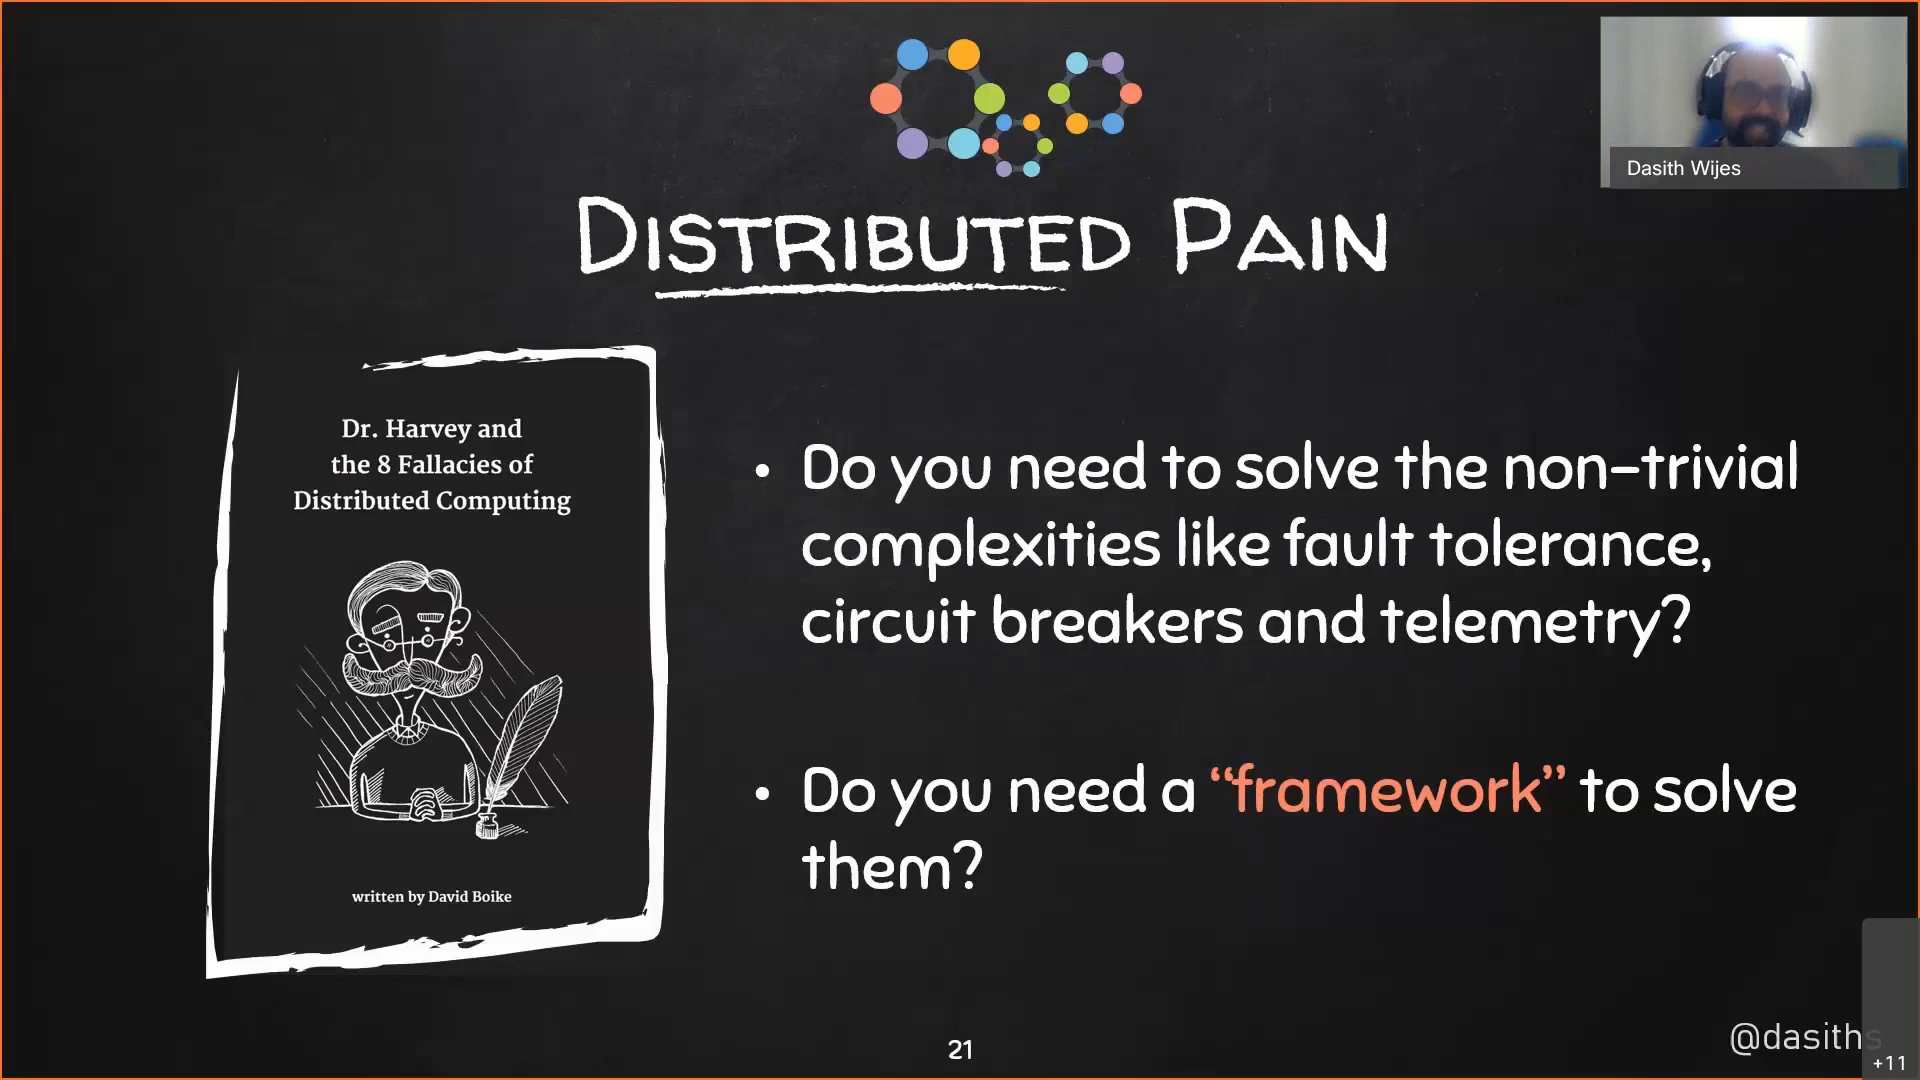 Dasith Wijes
Distributed Pain
Dr. Harvey and
the 8 Fallacies of
Distributed Computing
written by David Boike
• Do you need to solve the non-trivial
complexities like fault tolerance,
circuit breakers and telemetry?
• Do you need a “framework” to solve
them?
21
@dasiths
+11